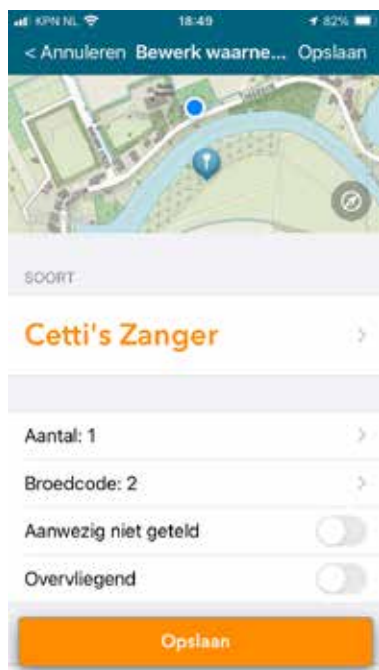 KPN NL 18:49 82%
< Annuleren Bewerk waarne... Opslaan
SOORT
Cetti's Zanger
Aantal: 1
Broedcode: 2
Aanwezig niet geteld
Overvliegend
Opslaan